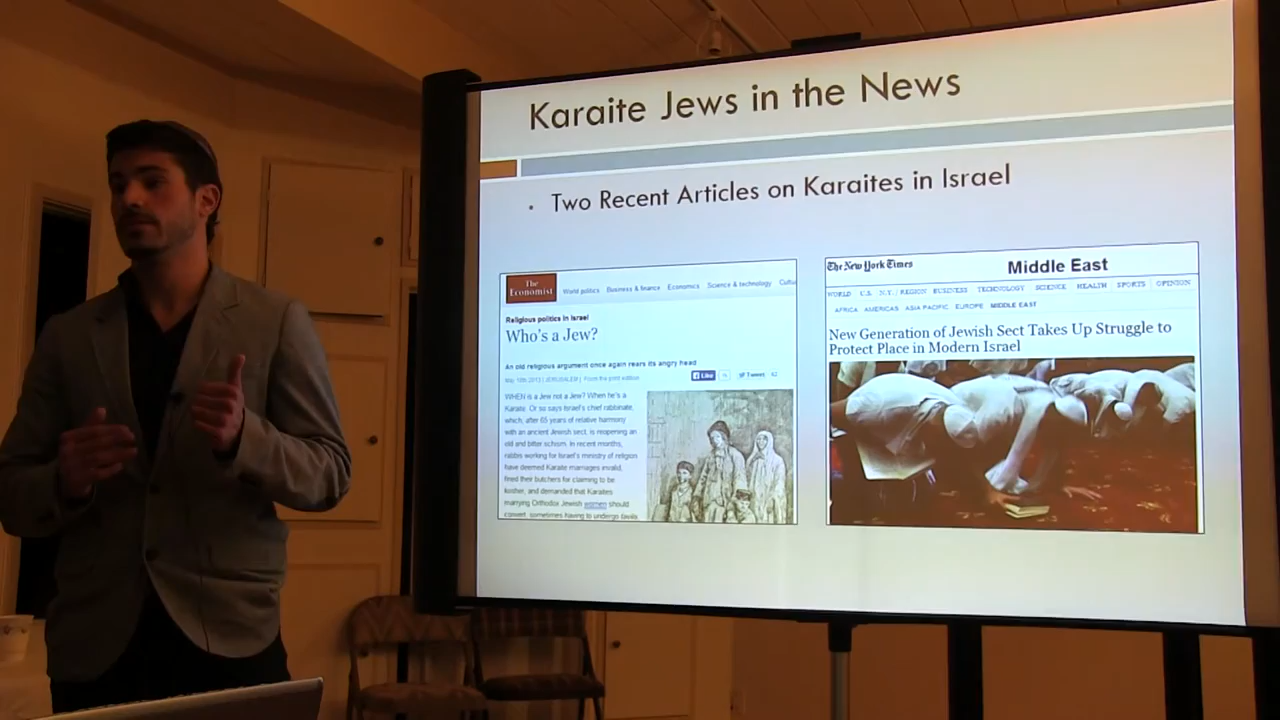 Karaite Jews in the News
• Two Recent Articles on Karaites in Israel
The Economist
World politics Business & finance Economics Science & technology Cultu
Religious politics in Israel
Who's a Jew?
An old religious argument once again rears its angry head
May 18th 2013 | JERUSALEM | From the print edition
Like
Tweet 62
WHEN is a Jew not a Jew? When he's a
Karaite. Or so says Israel's chief rabbinate,
which, after 65 years of relative harmony
with an ancient Jewish sect, is reopening an
old and bitter schism. In recent months,
rabbis working for Israel's ministry of religion
have deemed Karaite marriages invalid,
fined their butchers for claiming to be
kosher, and demanded that Karaites
marrying Orthodox Jewish women should
convert, sometimes having to undergo
The New York Times
Middle East
WORLD U.S. N.Y. / REGION BUSINESS TECHNOLOGY SCIENCE HEALTH SPORTS OPINION
AFRICA AMERICAS ASIA PACIFIC EUROPE MIDDLE EAST
New Generation of Jewish Sect Takes Up Struggle to
Protect Place in Modern Israel